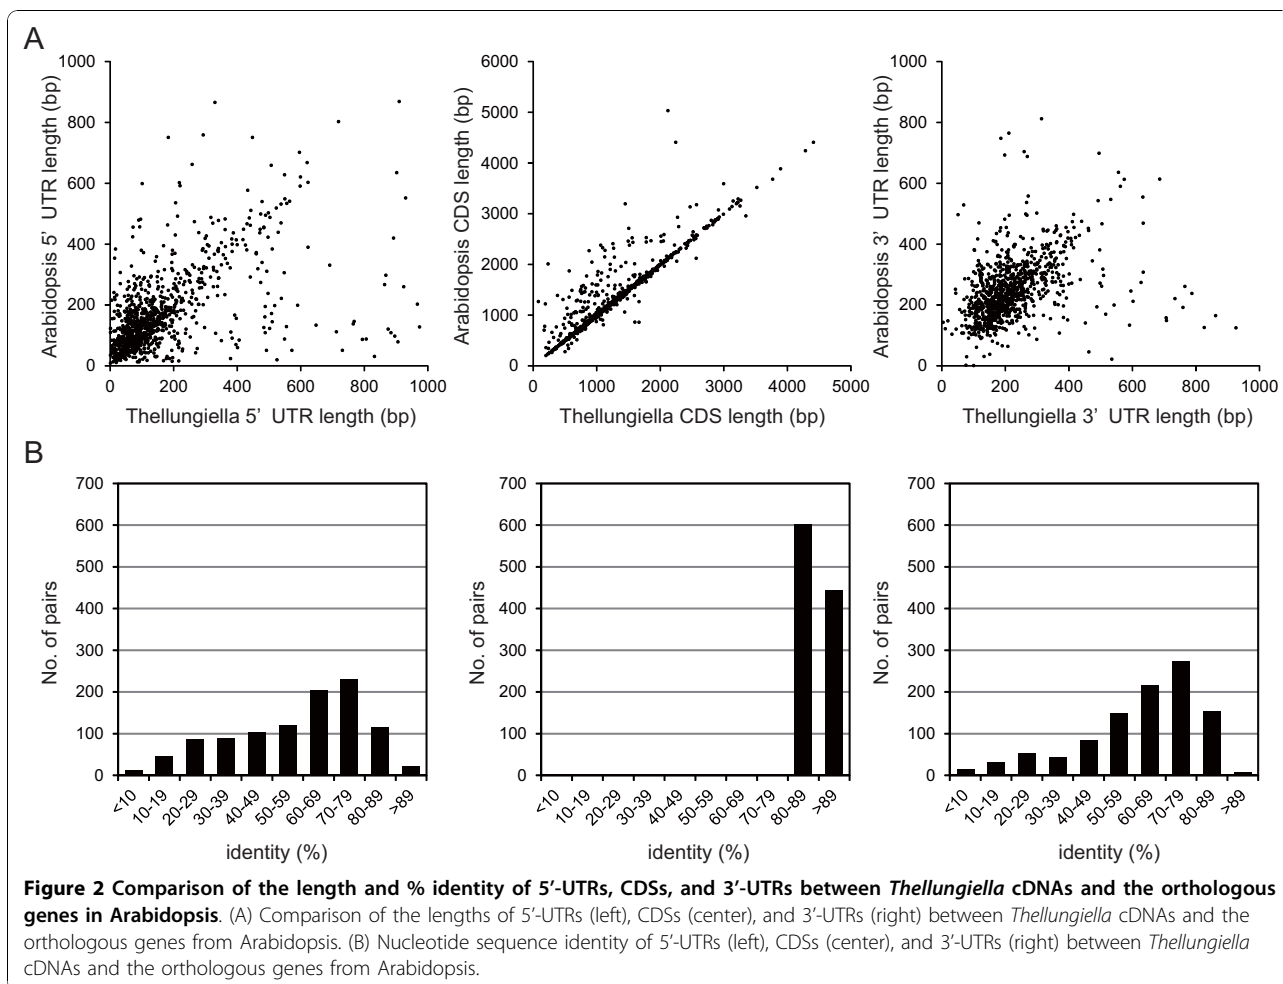 A
1000
800
600
400
200
0
0 200 400 600 800 1000
Arabidopsis 5' UTR length (bp)
Thellungiella 5' UTR length (bp)
6000
5000
4000
3000
2000
1000
0
0 1000 2000 3000 4000 5000
Arabidopsis CDS length (bp)
Thellungiella CDS length (bp)
1000
800
600
400
200
0
0 200 400 600 800 1000
Arabidopsis 3' UTR length (bp)
Thellungiella 3' UTR length (bp)
B
700
600
500
400
300
200
100
0
No. of pairs
<10 10-19 20-29 30-39 40-49 50-59 60-69 70-79 80-89 >89
identity (%)
700
600
500
400
300
200
100
0
No. of pairs
<10 10-19 20-29 30-39 40-49 50-59 60-69 70-79 80-89 >89
identity (%)
700
600
500
400
300
200
100
0
No. of pairs
<10 10-19 20-29 30-39 40-49 50-59 60-69 70-79 80-89 >89
identity (%)
Figure 2 Comparison of the length and % identity of 5'-UTRs, CDSs, and 3'-UTRs between Thellungiella cDNAs and the orthologous
genes in Arabidopsis. (A) Comparison of the lengths of 5'-UTRs (left), CDSs (center), and 3'-UTRs (right) between Thellungiella cDNAs and the
orthologous genes from Arabidopsis. (B) Nucleotide sequence identity of 5'-UTRs (left), CDSs (center), and 3'-UTRs (right) between Thellungiella
cDNAs and the orthologous genes from Arabidopsis.